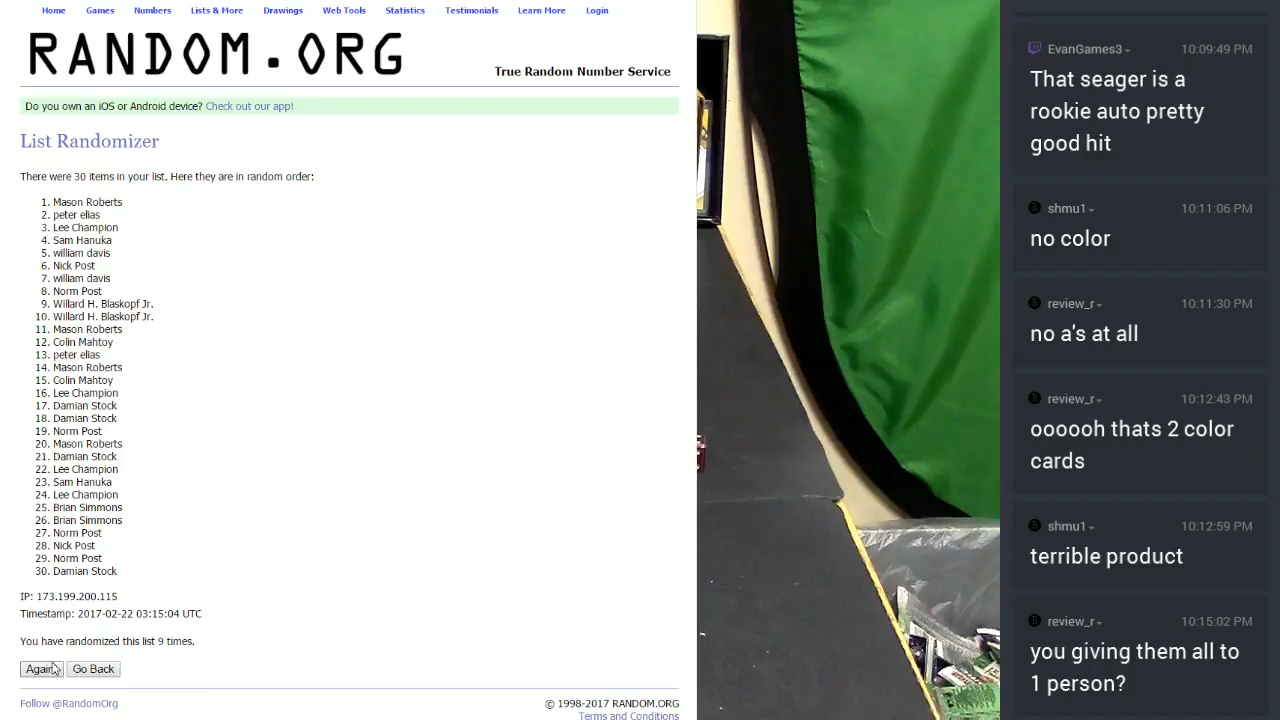 Home Games Numbers Lists & More Drawings Web Tools Statistics Testimonials Learn More Login
RANDOM.ORG
True Random Number Service
Do you own an iOS or Android device? Check out our app!
List Randomizer
There were 30 items in your list. Here they are in random order:
1. Mason Roberts
2. peter elias
3. Lee Champion
4. Sam Hanuka
5. william davis
6. Nick Post
7. william davis
8. Norm Post
9. Willard H. Blaskopf Jr.
10. Willard H. Blaskopf Jr.
11. Mason Roberts
12. Colin Mahtoy
13. peter elias
14. Mason Roberts
15. Colin Mahtoy
16. Lee Champion
17. Damian Stock
18. Damian Stock
19. Norm Post
20. Mason Roberts
21. Damian Stock
22. Lee Champion
23. Sam Hanuka
24. Lee Champion
25. Brian Simmons
26. Brian Simmons
27. Norm Post
28. Nick Post
29. Norm Post
30. Damian Stock
IP: 173.199.200.115
Timestamp: 2017-02-22 03:15:04 UTC
You have randomized this list 9 times.
Again Go Back
Follow @RandomOrg
© 1998-2017 RANDOM.ORG
Terms and Conditions
EvanGames3 10:09:49 PM
That seager is a
rookie auto pretty
good hit
shmu1 10:11:06 PM
no color
review_r 10:11:30 PM
no a's at all
review_r 10:12:43 PM
oooooh thats 2 color
cards
shmu1 10:12:59 PM
terrible product
review_r 10:15:02 PM
you giving them all to
1 person?